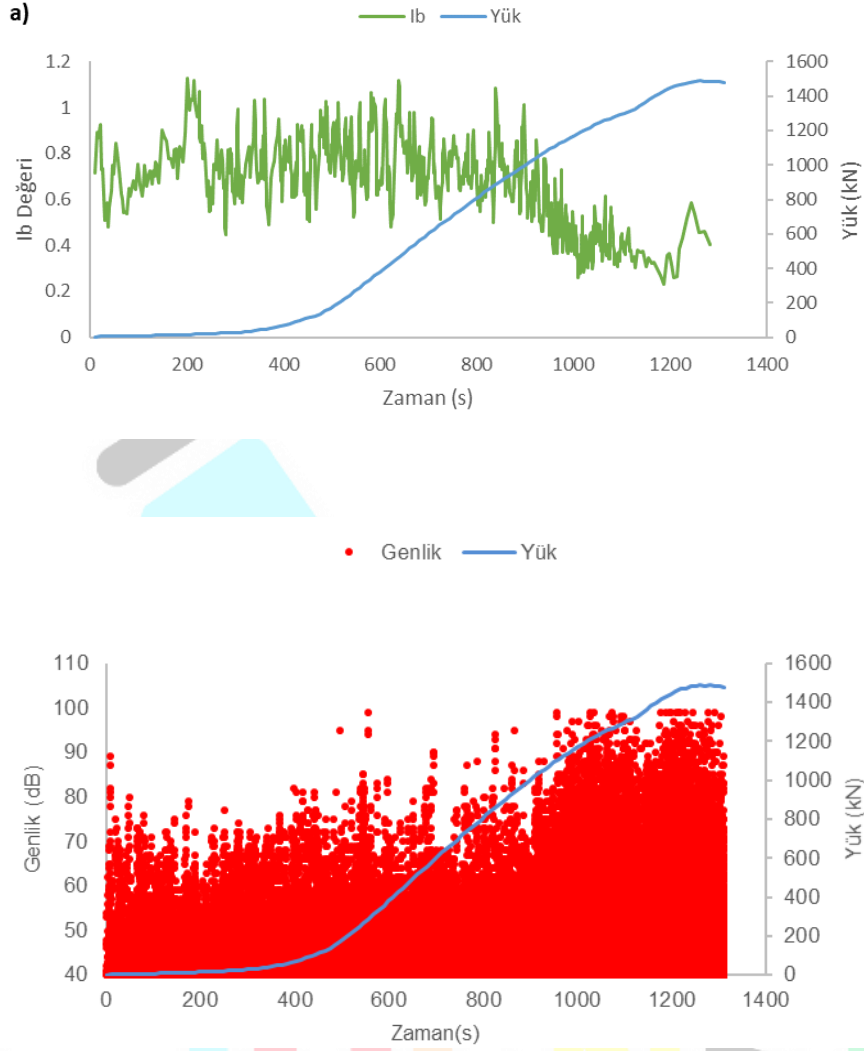 a)
Ib Yük
1.2 1600
1 1400
0.8 1200
0.6 1000
0.4 800
0.2 600
0 400
200
0
Ib Değeri
Yük (kN)
0 200 400 600 800 1000 1200 1400
Zaman (s)
Genlik Yük
110 1600
100 1400
90 1200
80 1000
70 800
60 600
50 400
40 200
0
Genlik (dB)
Yük (kN)
0 200 400 600 800 1000 1200 1400
Zaman(s)